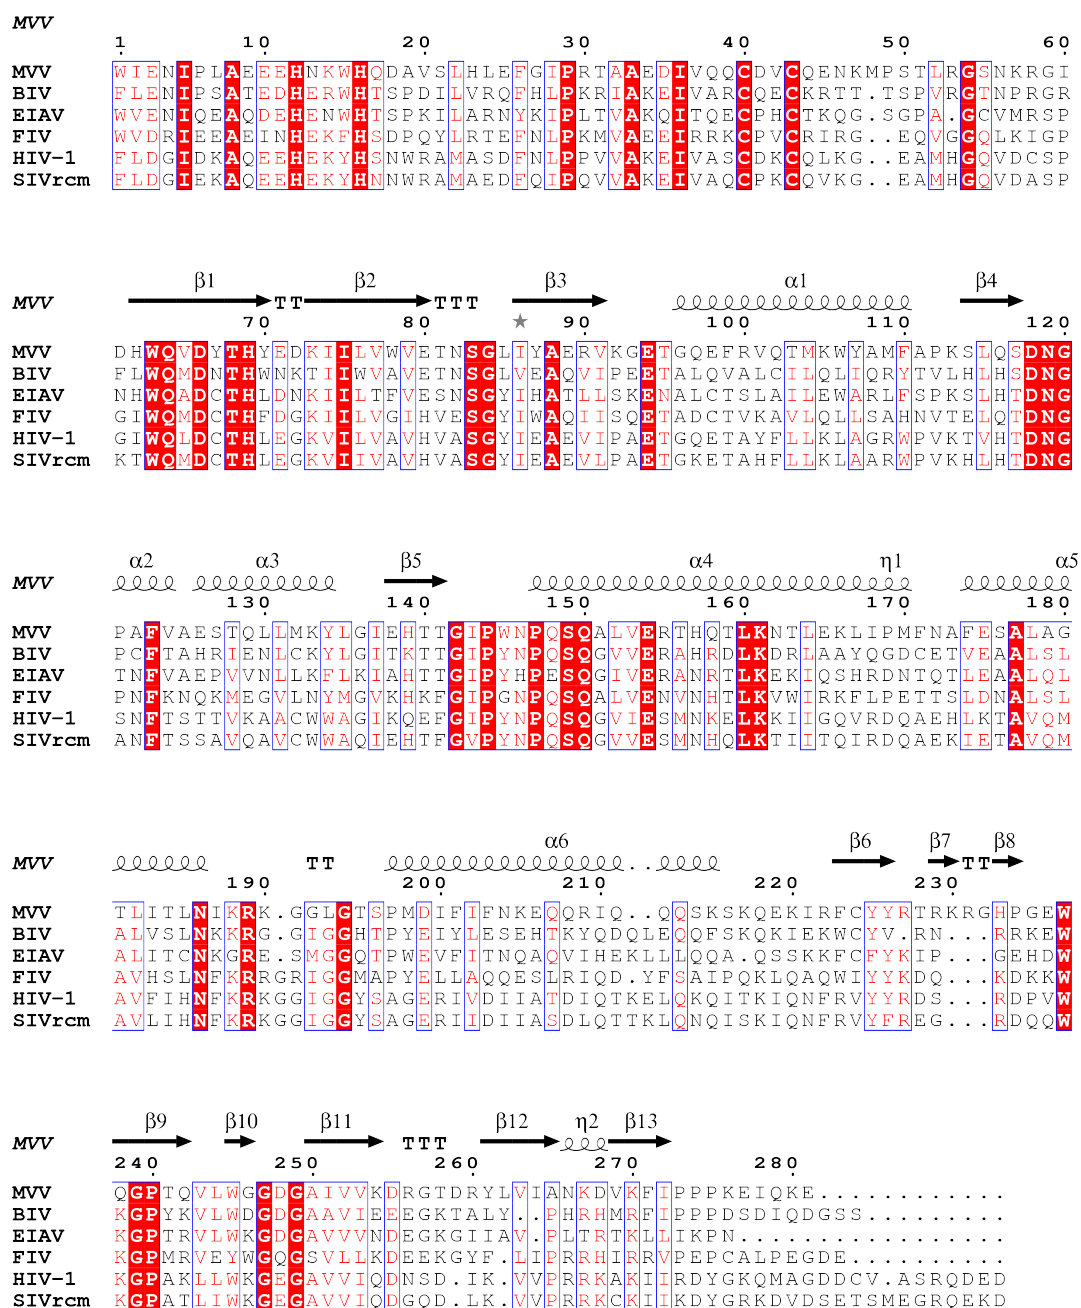 MVV
1 10 20 30 40 50 60
MVV WIENIPLAEEEHNKWHQDAVSLHLEFGIPRTAAEDIVQQCDVCQENKMPSTLRGSNKRGI
BIV FLENIPSATEDHERWHTSPDILVRQFHLPKRIAKEIVARCQECKRTT.TSPVRGTNPRGR
EIAV WVENIQEAQDEHENWHTSPKILARNYKIPLTVAKQITQECPHCTKQG.SGPA.GCVMRSP
FIV WVDRIEEAEINHEKFHSDPQYLRTEFNLPKMVAEEIRRKCPVCRIRG..EQVGGQLKIGP
HIV-1 FLDGIDKAQEEHEKYHSNWRAMASDFNLPPVVAKEIVASCDKCQLKG..EAMHGQVDCSP
SIVrcm FLDGIEKAQEEHEKYHNNWRAMAEDFQIPQVVAKEIVAQCPKCQVKG..EAMHGQVDASP
β1 β2 β3 α1 β4
MVV TT TTT
70 80 90 100 110 120
MVV DHWQVDYTHYEDKIILVWVETNSGLIYAERVKGETGQEFRVQTMKWYAMFAPKSLQSDNG
BIV FLWQMDNTHWNKTIIWVAVETNSGLVEAQVIPEETALQVALCILQLIQRYTVLHLHSDNG
EIAV NHWQMDCTHLDNKIILTFVESNSGYIHATLLSKENALCTSLAILEWARLFSPKSLHTDNG
FIV GIWQMDCTHFDGKIILVGIHVESGYIWAQIISQETADCTVKAVLQLLSAHNVTELQTDNG
HIV-1 GIWQLDCTHLEGKVILVAVHVASGYIEAEVIPAETGQETAYFLLKLAGRWPVKTVHTDNG
SIVrcm KTWQMDCTHLEGKVIIVAVHVASGYIEAEVLPAETGKETAHFLLKLAARWPVKHLHTDNG
α2 α3 β5 α4 η1 α5
MVV
130 140 150 160 170 180
MVV PAFVAESTQLLMKYLGIEHTTGIPWNPQSQALVERTHQTLKNTLEKLIPMFNAFESALAG
BIV PCFTAHRIENLCKYLGITKTTGIPYNPQSQGVVERAHRDLKDRLAAYQGDCETVEAALSL
EIAV TNFVAEPVVNLLKFLKIAHTTGIPYHPESQGIVERANRTLKEKIQSHRDNTQTLEAALQL
FIV PNFKNQKMEGVLNYMGVKHKFGIPGNPQSQALVENVNHTLKVWIRKFLPETTSLDNALSL
HIV-1 SNFTSTTVKAACWWAGIKQEFGIPYNPQSQGVIESMNKELKKIIGQVRDQAEHLKTAVQM
SIVrcm ANFTSSAVQAVCWWAQIEHTFGVPYNPQSQGVVESMNHQLKTIITQIRDQAEKIETAVQM
α6 β6 β7 β8
MVV TT .. TT
190 200 210 220 230
MVV TLITLNIKRK.GGLGTSPMDIFIFNKEQQRIQ..QQSKSKQEKIRFCYYRTRKRGHPGEW
BIV ALVSLNKKRG.GIGGHTPYEIYLESEHTKYQDQLEQQFSKQKIEKWCYV.RN...RRKEW
EIAV ALITCNKGRE.SMGGQTPWEVFITNQAQVIHEKLLLQQA.QSSKKFCFYKIP...GEHDW
FIV AVHSLNFKRRGRIGGMAPYELLAQQESLRIQD.YFSAIPQKLQAQWIYYKDQ...KDKKW
HIV-1 AVFIHNFKRKGGIGGYSAGERIVDIIATDIQTKELQKQITKIQNFRVYYRDS...RDPVW
SIVrcm AVLIHNFKRKGGIGGYSAGERIIDIIASDLQTTKLQNQISKIQNFRVYFREG...RDQQW
β9 β10 β11 β12 η2 β13
MVV TTT
240 250 260 270 280
MVV QGPTQVLWGGDGAIVVKDRGTDRYLVIANKDVKFIPPPKEIQKE............
BIV KGPYKVLWDGDGAAVIEEEGKTALY..PHRHMRFIPPPDSDIQDGSS.........
EIAV KGPTRVLWKGDGAVVVNDEGKGIIAV.PLTRTKLLIKPN.................
FIV KGPMRVEYWGQGSVLLKDEEKGYF.LIPRRHIRRVPEPCALPEGDE..........
HIV-1 KGPAKLLWKGEGAVVIQDNSD.IK.VVPRRKAKIIRDYGKQMAGDDCV.ASRQDED
SIVrcm KGPATLIWKGEGAVVIQDGQD.LK.VVPRRKCKIIKDYGRKDVDSETSMEGRQEKD